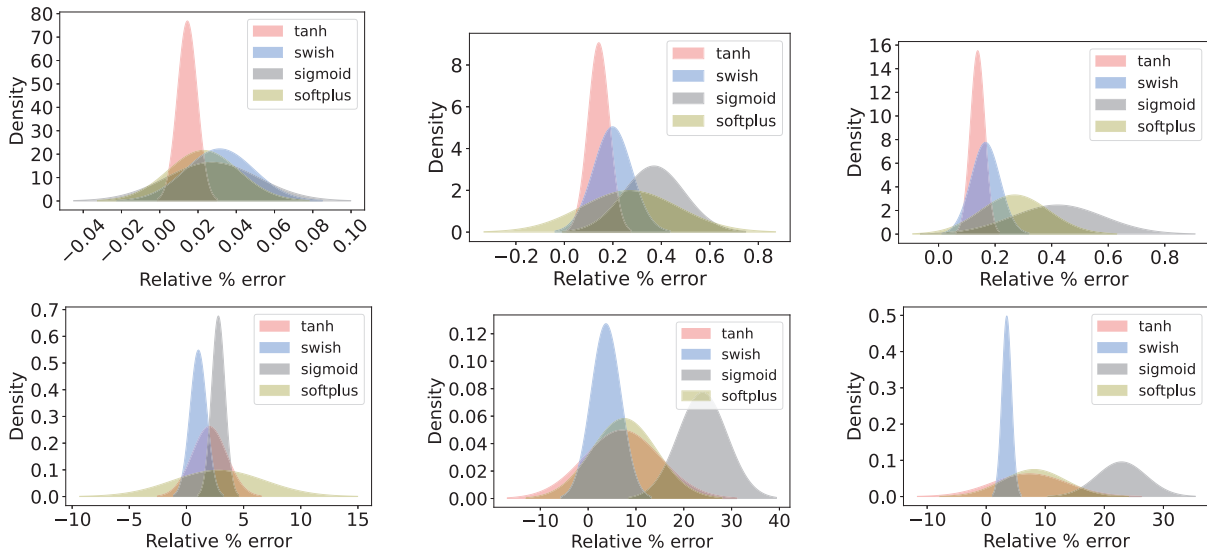 80
70
60
50
40
30
20
10
0
Density
tanh
swish
sigmoid
softplus
−0.04
−0.02
0.00
0.02
0.04
0.06
0.08
0.10
Relative % error
8
6
4
2
0
Density
tanh
swish
sigmoid
softplus
−0.2 0.0 0.2 0.4 0.6 0.8
Relative % error
16
14
12
10
8
6
4
2
0
Density
tanh
swish
sigmoid
softplus
0.0 0.2 0.4 0.6 0.8
Relative % error
0.7
0.6
0.5
0.4
0.3
0.2
0.1
0.0
Density
tanh
swish
sigmoid
softplus
−10 −5 0 5 10 15
Relative % error
0.12
0.10
0.08
0.06
0.04
0.02
0.00
Density
tanh
swish
sigmoid
softplus
−10 0 10 20 30 40
Relative % error
0.5
0.4
0.3
0.2
0.1
0.0
Density
tanh
swish
sigmoid
softplus
−10 0 10 20 30
Relative % error